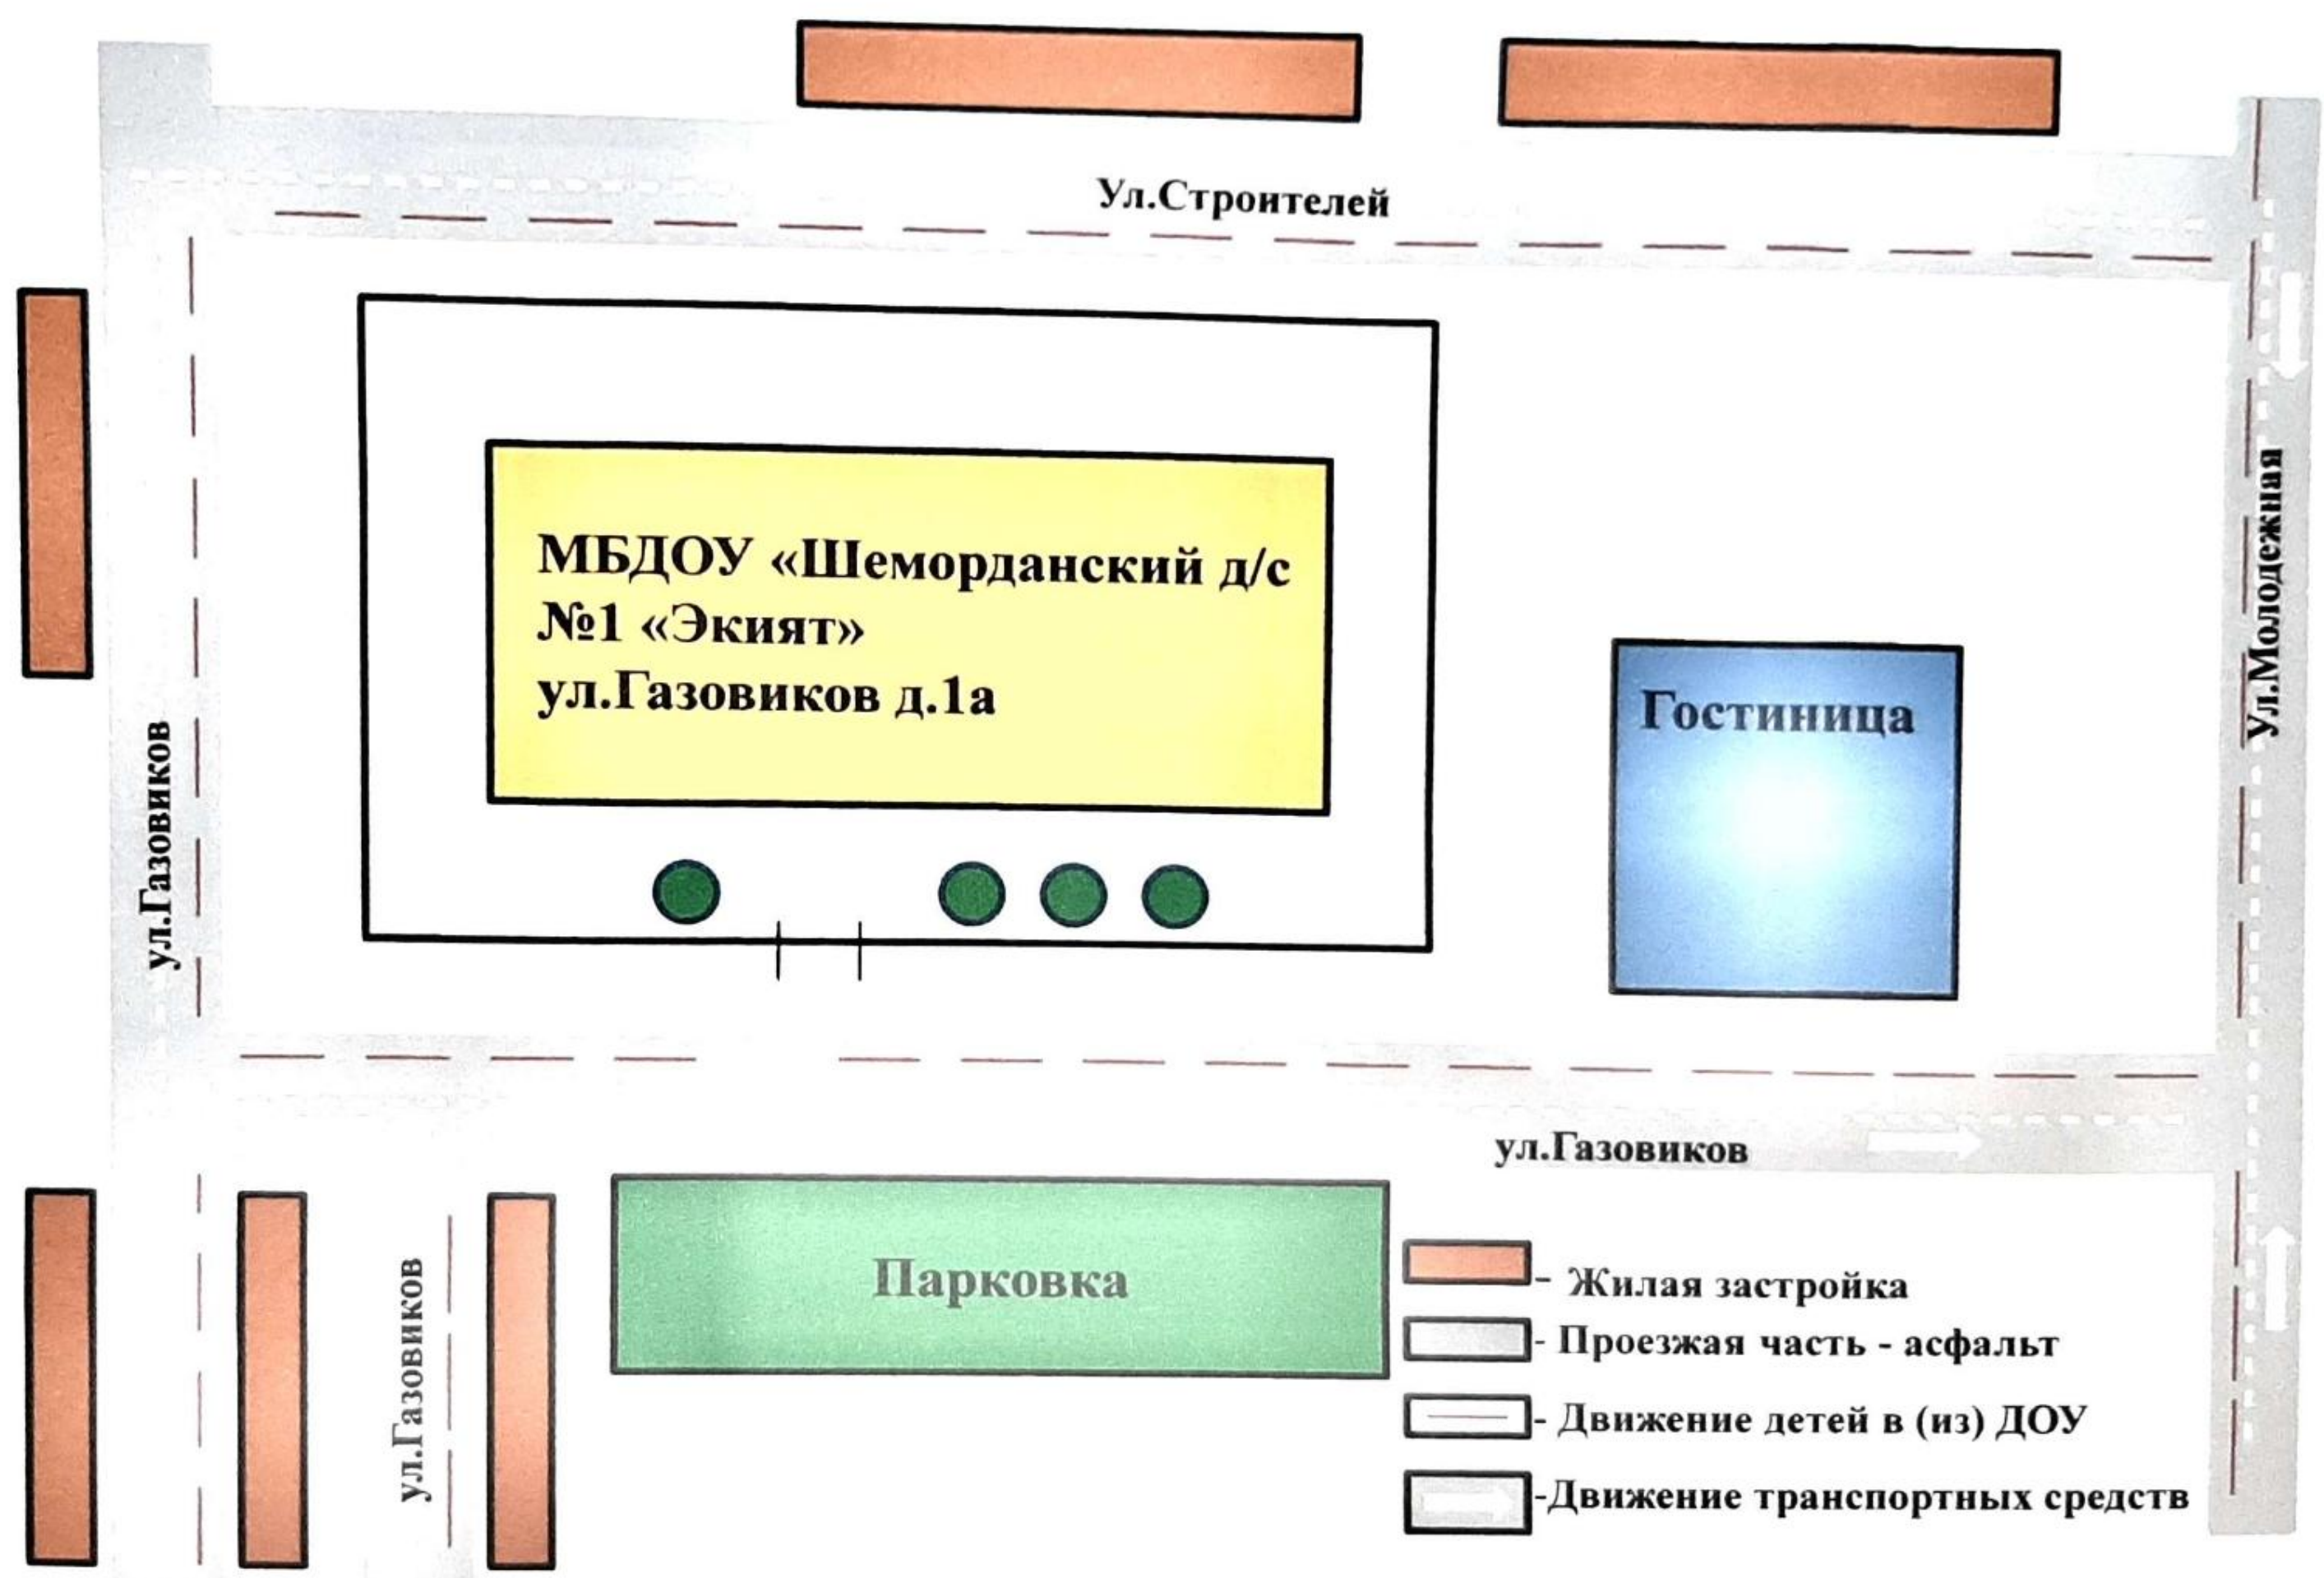 Ул.Строителей
МБДОУ «Шеморданский д/с
№1 «Экият»
ул.Газовиков д.1а
Гостиница
Ул.Молодежная
ул.Газовиков
ул.Газовиков
ул.Газовиков
Парковка
- Жилая застройка
- Проезжая часть - асфальт
- Движение детей в (из) ДОУ
-Движение транспортных средств